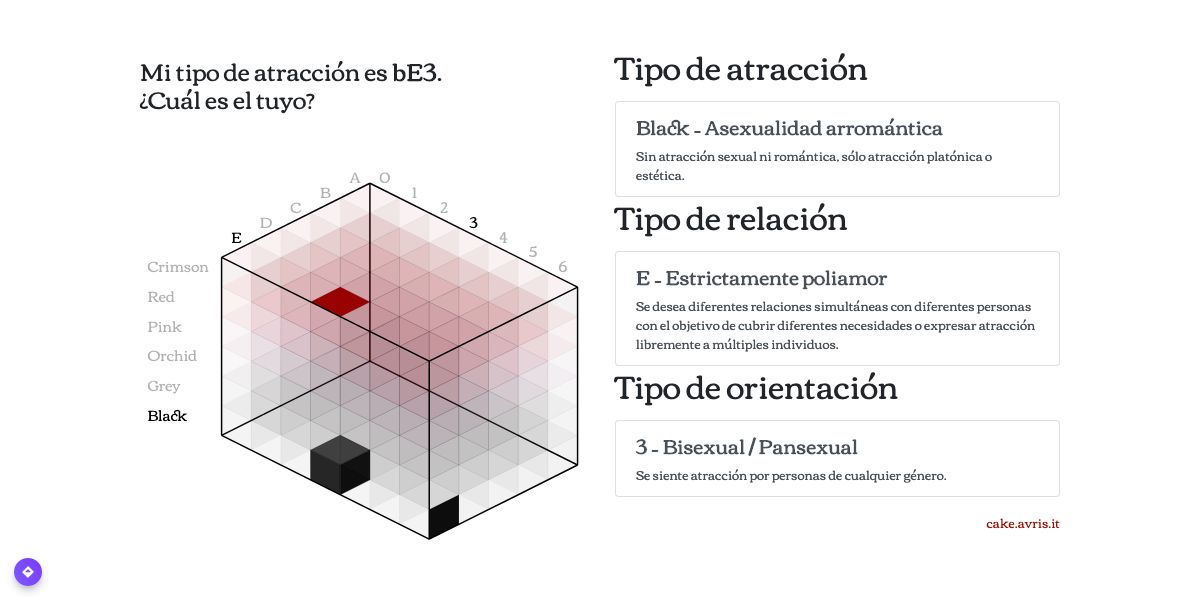 Mi tipo de atracción es bE3.
¿Cuál es el tuyo?
A 0
B 1
C 2
D 3
E 4
5
6
Crimson
Red
Pink
Orchid
Grey
Black
Tipo de atracción
Black - Asexualidad arromántica
Sin atracción sexual ni romántica, sólo atracción platónica o
estética.
Tipo de relación
E - Estrictamente poliamor
Se desea diferentes relaciones simultáneas con diferentes personas
con el objetivo de cubrir diferentes necesidades o expresar atracción
libremente a múltiples individuos.
Tipo de orientación
3 - Bisexual / Pansexual
Se siente atracción por personas de cualquier género.
cake.avris.it